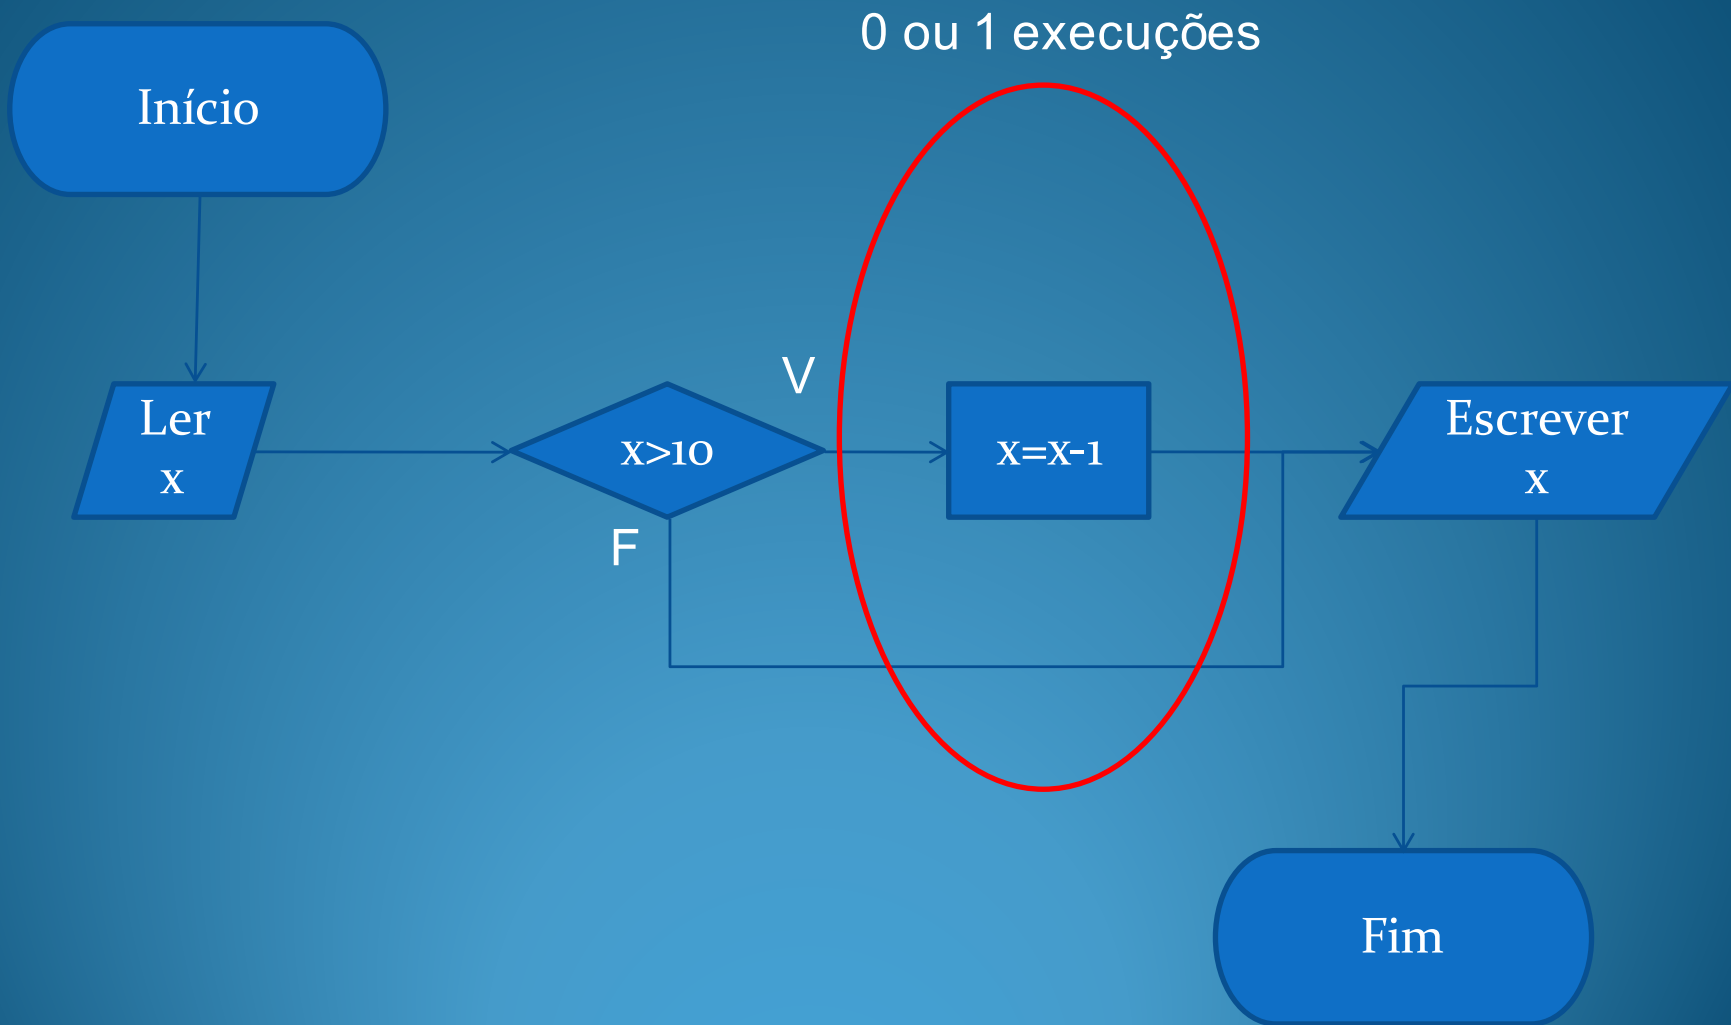 0 ou 1 execuções
Início
Ler
x
x>10
V
F
x=x-1
Escrever
x
Fim